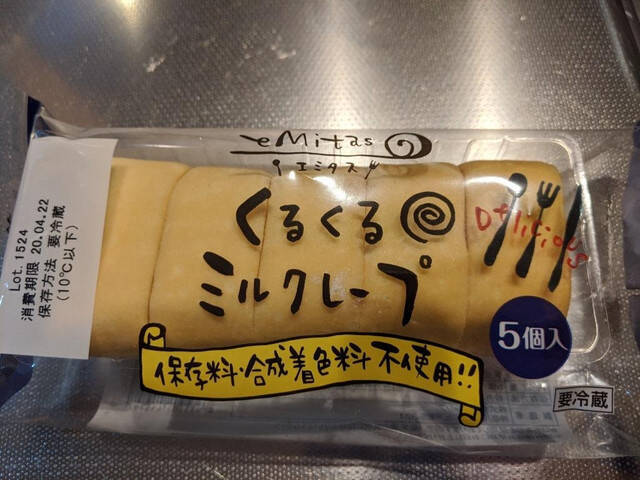 eMitas
エミタス
くるくる
ミルクレープ
Delicious
5個入
保存料・合成着色料 不使用!!
要冷蔵
Lot. 1524
消費期限 20.04.22
保存方法 要冷蔵
(10℃以下)